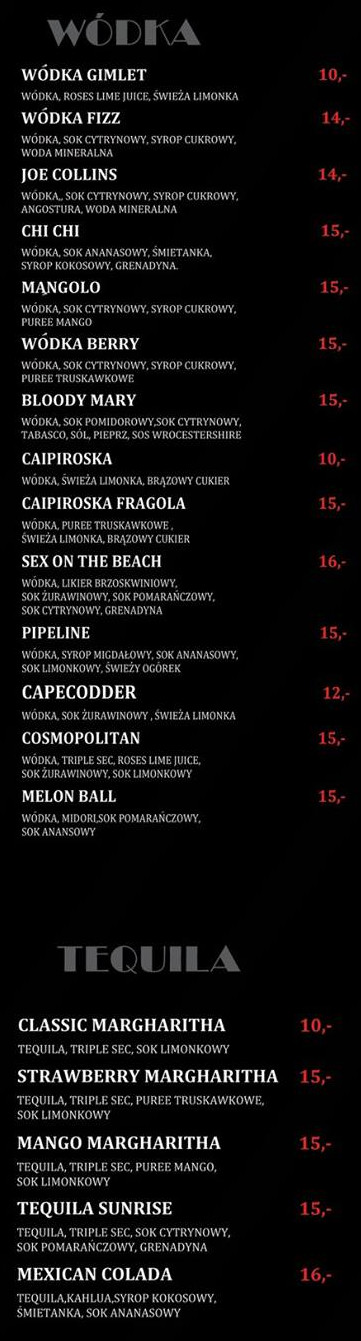 WÓDKA
WÓDKA GIMLET 10,-
WÓDKA, ROSES LIME JUICE, ŚWIEŻA LIMONKA
WÓDKA FIZZ 14,-
WÓDKA, SOK CYTRYNOWY, SYROP CUKROWY,
WODA MINERALNA
JOE COLLINS 14,-
WÓDKA,, SOK CYTRYNOWY, SYROP CUKROWY,
ANGOSTURA, WODA MINERALNA
CHI CHI 15,-
WÓDKA, SOK ANANASOWY, ŚMIETANKA,
SYROP KOKOSOWY, GRENADYNA.
MĄNGOLO 15,-
WÓDKA, SOK CYTRYNOWY, SYROP CUKROWY,
PUREE MANGO
WÓDKA BERRY 15,-
WÓDKA, SOK CYTRYNOWY, SYROP CUKROWY,
PUREE TRUSKAWKOWE
BLOODY MARY 15,-
WÓDKA, SOK POMIDOROWY,SOK CYTRYNOWY,
TABASCO, SÓL, PIEPRZ, SOS WROCESTERSHIRE
CAIPIROSKA 10,-
WÓDKA, ŚWIEŻA LIMONKA, BRĄZOWY CUKIER
CAIPIROSKA FRAGOLA 15,-
WÓDKA, PUREE TRUSKAWKOWE ,
ŚWIEŻA LIMONKA, BRĄZOWY CUKIER
SEX ON THE BEACH 16,-
WÓDKA, LIKIER BRZOSKWINIOWY,
SOK ŻURAWINOWY, SOK POMARAŃCZOWY,
SOK CYTRYNOWY, GRENADYNA
PIPELINE 15,-
WÓDKA, SYROP MIGDAŁOWY, SOK ANANASOWY,
SOK LIMONKOWY, ŚWIEŻY OGÓREK
CAPECODDER 12,-
WÓDKA, SOK ŻURAWINOWY , ŚWIEŻA LIMONKA
COSMOPOLITAN 15,-
WÓDKA, TRIPLE SEC, ROSES LIME JUICE,
SOK ŻURAWINOWY, SOK LIMONKOWY
MELON BALL 15,-
WÓDKA, MIDORI,SOK POMARAŃCZOWY,
SOK ANANSOWY
TEQUILA
CLASSIC MARGHARITHA 10,-
TEQUILA, TRIPLE SEC, SOK LIMONKOWY
STRAWBERRY MARGHARITHA 15,-
TEQUILA, TRIPLE SEC, PUREE TRUSKAWKOWE,
SOK LIMONKOWY
MANGO MARGHARITHA 15,-
TEQUILA, TRIPLE SEC, PUREE MANGO,
SOK LIMONKOWY
TEQUILA SUNRISE 15,-
TEQUILA, TRIPLE SEC, SOK CYTRYNOWY,
SOK POMARAŃCZOWY, GRENADYNA
MEXICAN COLADA 16,-
TEQUILA,KAHLUA,SYROP KOKOSOWY,
ŚMIETANKA, SOK ANANASOWY